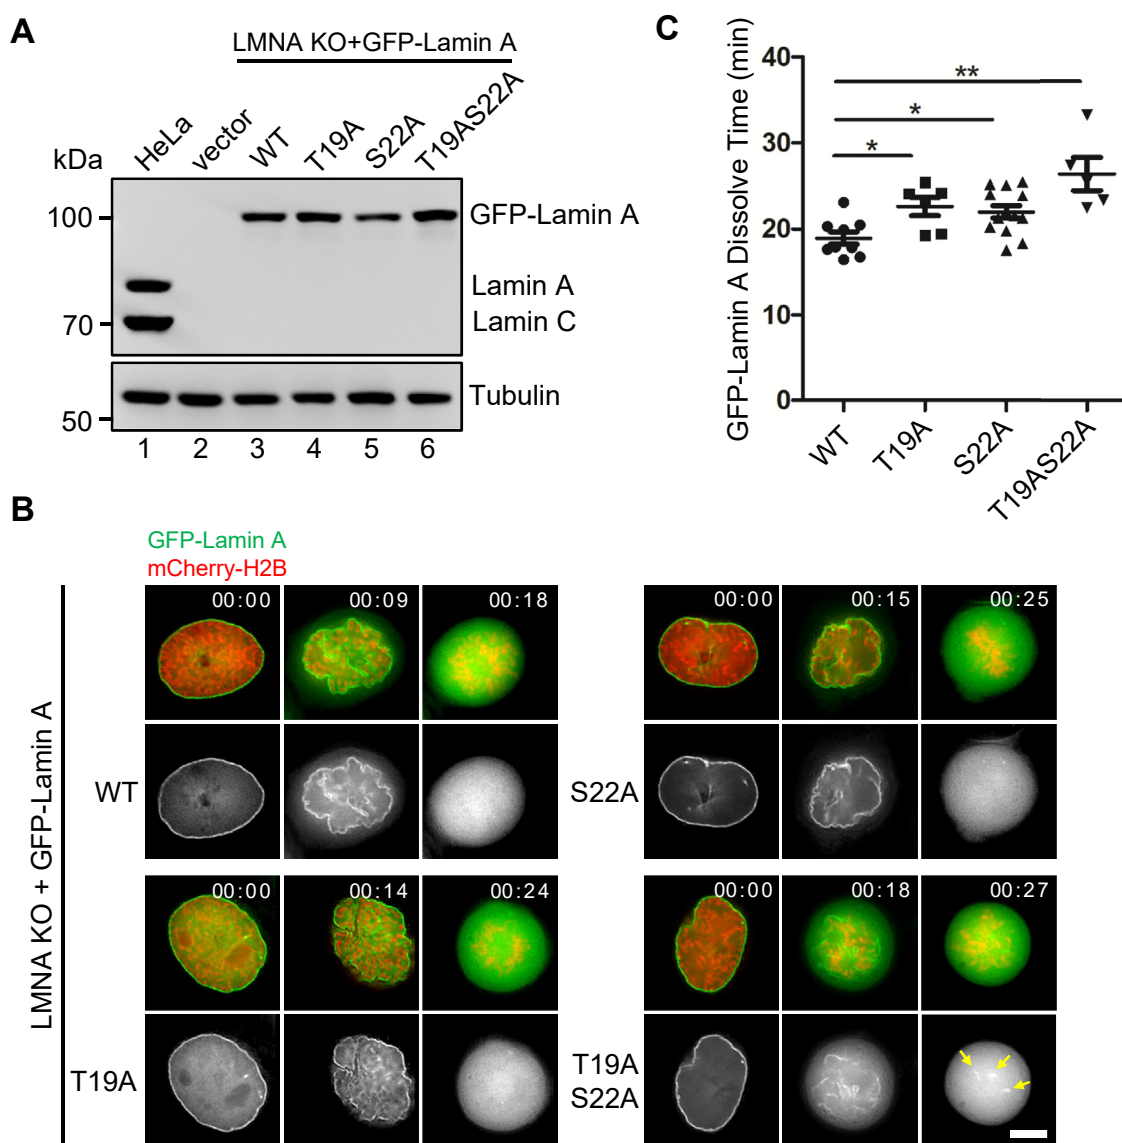 A
LMNA KO+GFP-Lamin A
kDa
HeLa
vector
WT
T19A
S22A
T19AS22A
100
GFP-Lamin A
Lamin A
70
Lamin C
Tubulin
50
1 2 3 4 5 6
C
GFP-Lamin A Dissolve Time (min)
40
30
20
10
0
**
*
*
WT
T19A
S22A
T19AS22A
B
GFP-Lamin A
mCherry-H2B
LMNA KO + GFP-Lamin A
00:00 00:09 00:18
WT
00:00 00:15 00:25
S22A
00:00 00:14 00:24
T19A
00:00 00:18 00:27
T19A
S22A